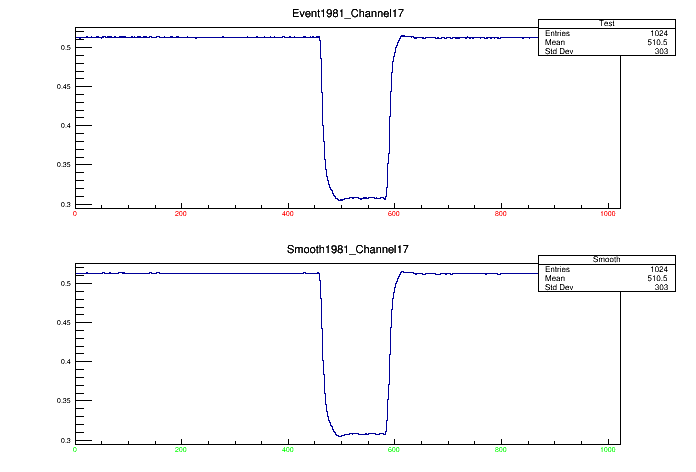 Event1981_Channel17
Test
Entries 1024
Mean 510.5
Std Dev 303
0.5
0.45
0.4
0.35
0.3
0 200 400 600 800 1000
Smooth1981_Channel17
Smooth
Entries 1024
Mean 510.5
Std Dev 303
0.5
0.45
0.4
0.35
0.3
0 200 400 600 800 1000